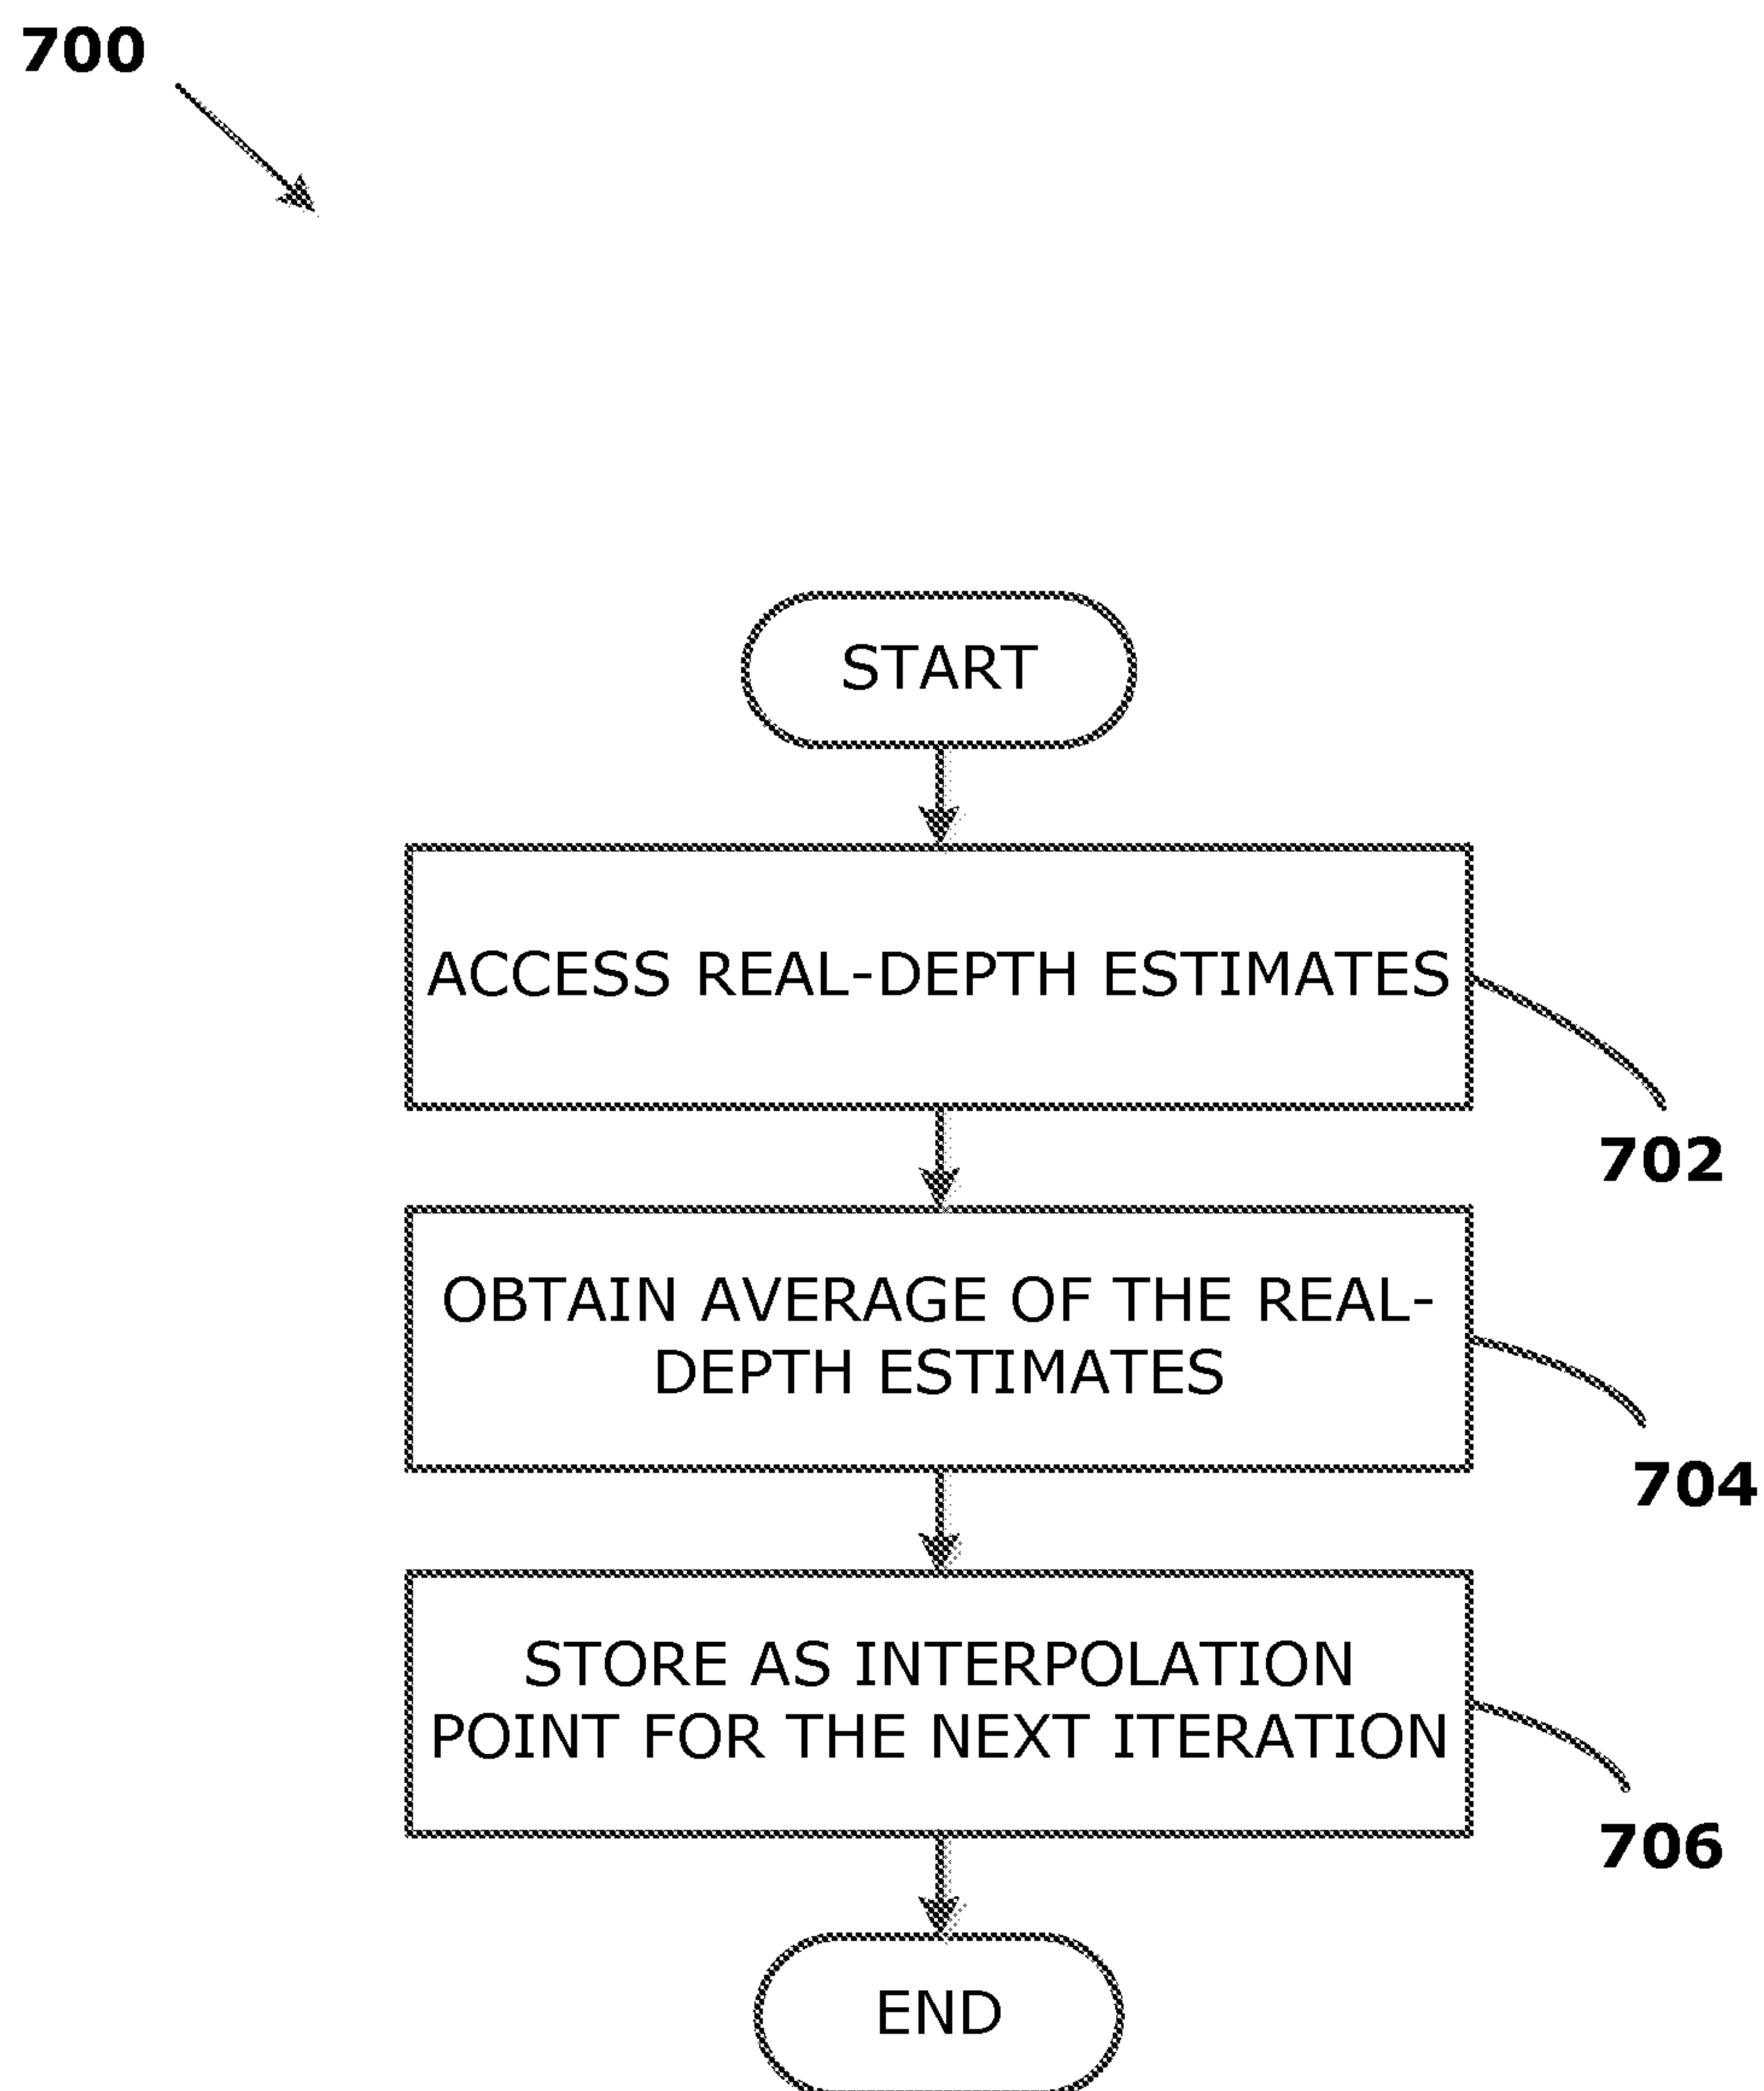 700
START
ACCESS REAL-DEPTH ESTIMATES
702
OBTAIN AVERAGE OF THE REAL-
DEPTH ESTIMATES
704
STORE AS INTERPOLATION
POINT FOR THE NEXT ITERATION
706
END